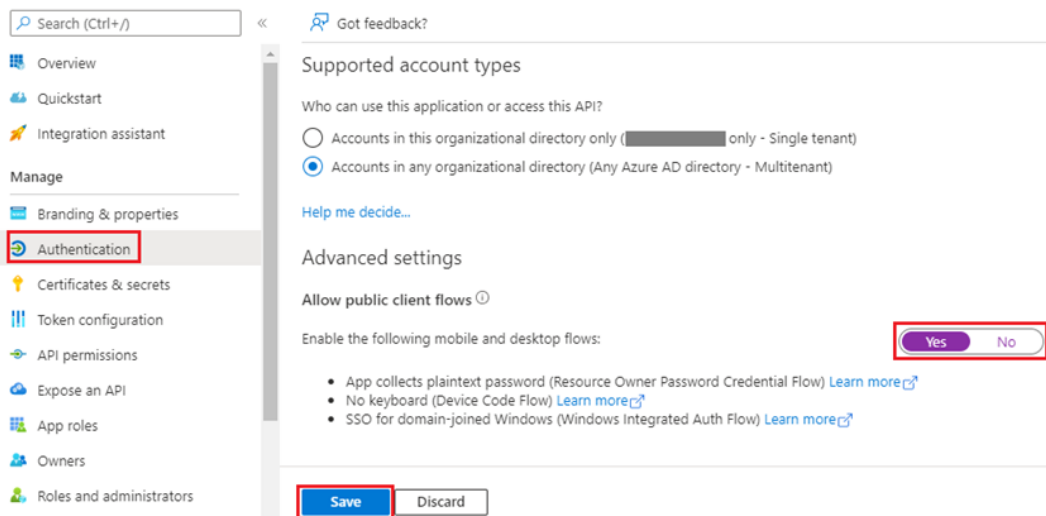 Search (Ctrl+/)
«
Got feedback?
Overview
Quickstart
Integration assistant
Manage
Branding & properties
Authentication
Certificates & secrets
Token configuration
API permissions
Expose an API
App roles
Owners
Roles and administrators
Supported account types
Who can use this application or access this API?
Accounts in this organizational directory only ( only - Single tenant)
Accounts in any organizational directory (Any Azure AD directory - Multitenant)
Help me decide...
Advanced settings
Allow public client flows
Enable the following mobile and desktop flows:
Yes No
• App collects plaintext password (Resource Owner Password Credential Flow) Learn more
• No keyboard (Device Code Flow) Learn more
• SSO for domain-joined Windows (Windows Integrated Auth Flow) Learn more
Save Discard